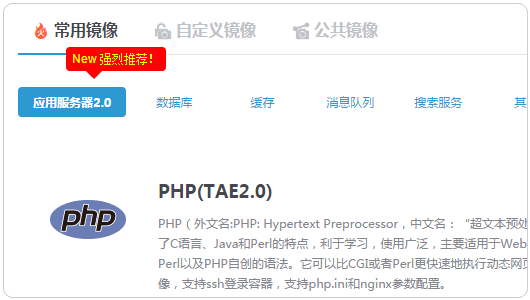 常用镜像 自定义镜像 公共镜像
New 强烈推荐！
应用服务器2.0 数据库 缓存 消息队列 搜索服务 其
PHP(TAE2.0)
php
PHP（外文名:PHP: Hypertext Preprocessor，中文名：“超文本预处
了C语言、Java和Perl的特点，利于学习，使用广泛，主要适用于Web
Perl以及PHP自创的语法。它可以比CGI或者Perl更快速地执行动态网页
像，支持ssh登录容器，支持php.ini和nginx参数配置。